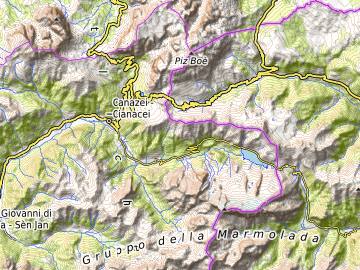 t
l
Piz Boè
Canazei -
- Cianacei
c
h
Giovanni di
a - Sèn Jan
Gruppo della Marmolada